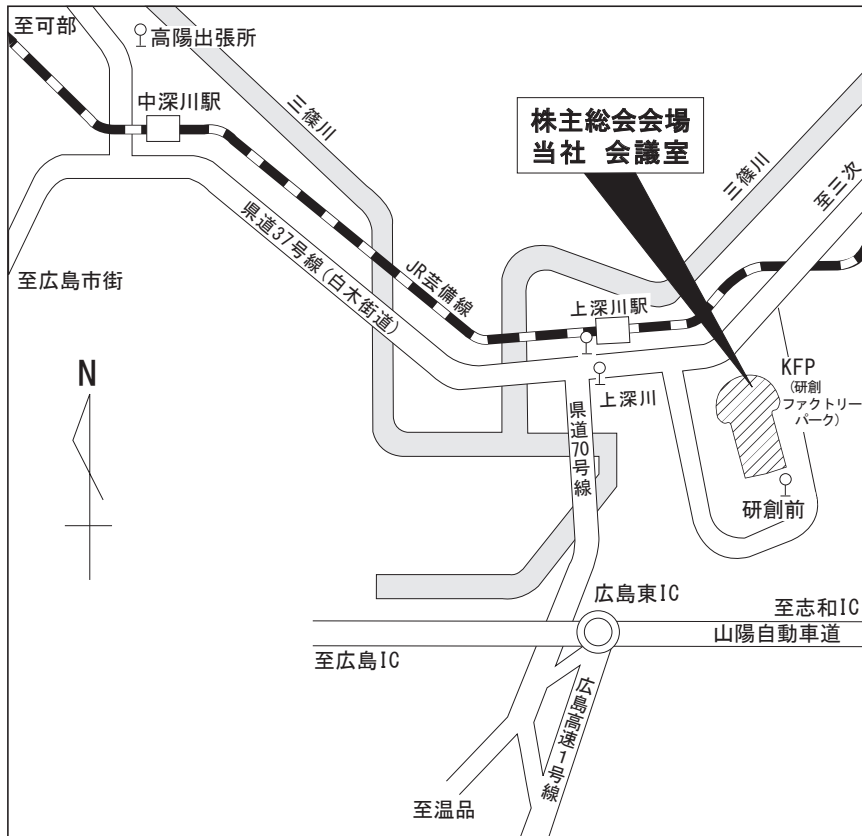 至可部
高陽出張所
中深川駅
三篠川
株主総会会場
当社 会議室
三篠川
至三次
県道37号線(白木街道)
JR芸備線
至広島市街
上深川駅
N
KFP
(研創
ファクトリー
パーク)
上深川
県道70号線
研創前
広島東IC
至志和IC
山陽自動車道
至広島IC
広島高速1号線
至温品